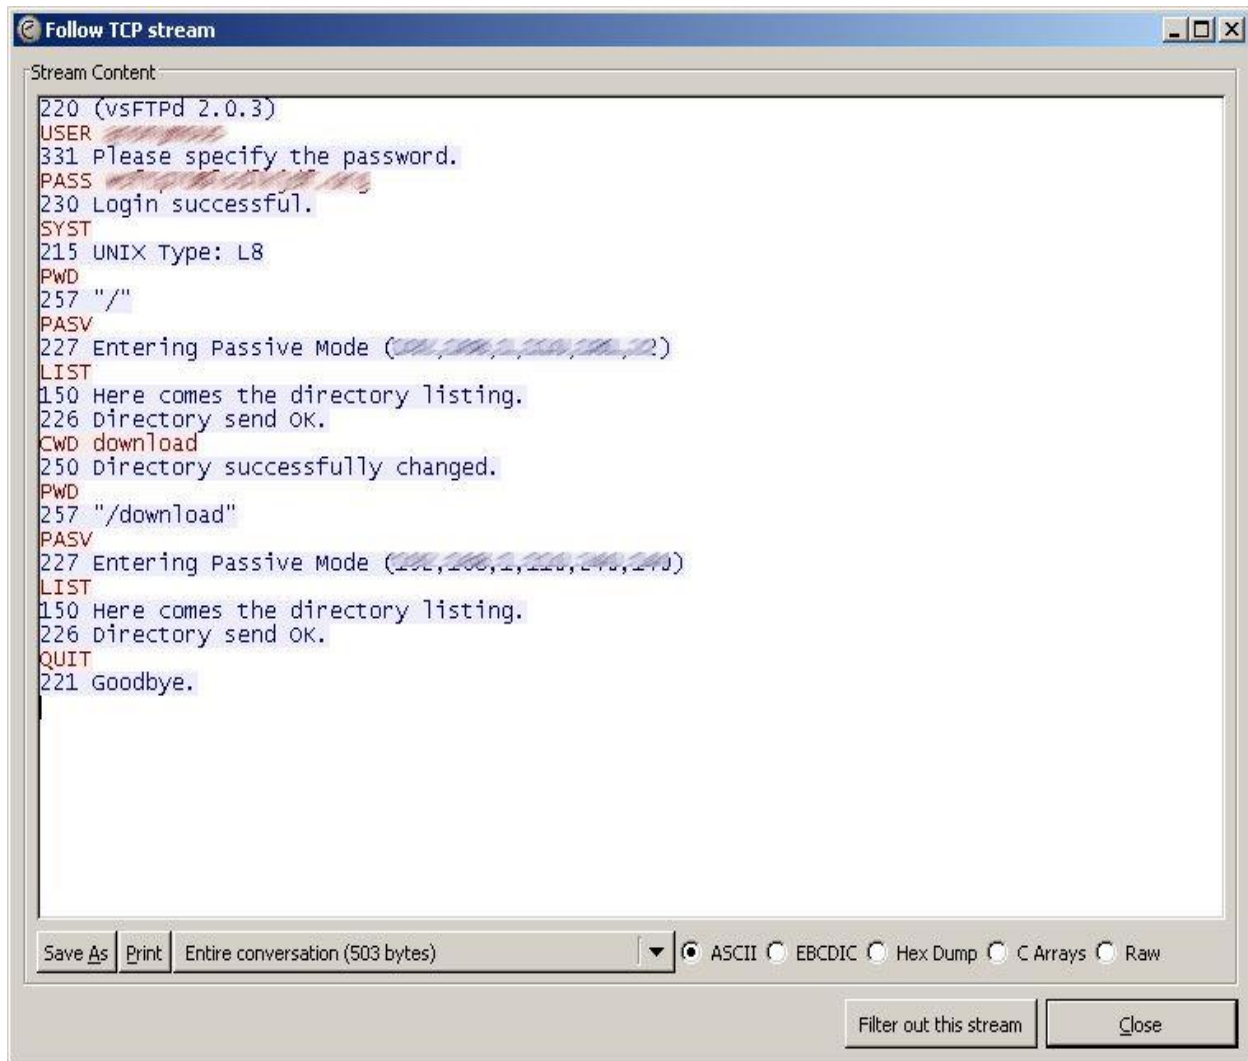 Follow TCP stream
Stream Content
220 (vsFTPd 2.0.3)
USER
331 Please specify the password.
PASS
230 Login successful.
SYST
215 UNIX Type: L8
PWD
257 "/"
PASV
227 Entering Passive Mode (
LIST
150 Here comes the directory listing.
226 Directory send OK.
CWD download
250 Directory successfully changed.
PWD
257 "/download"
PASV
227 Entering Passive Mode (
LIST
150 Here comes the directory listing.
226 Directory send OK.
QUIT
221 Goodbye.
Save As Print Entire conversation (503 bytes) ASCII EBCDIC Hex Dump C Arrays Raw
Filter out this stream Close